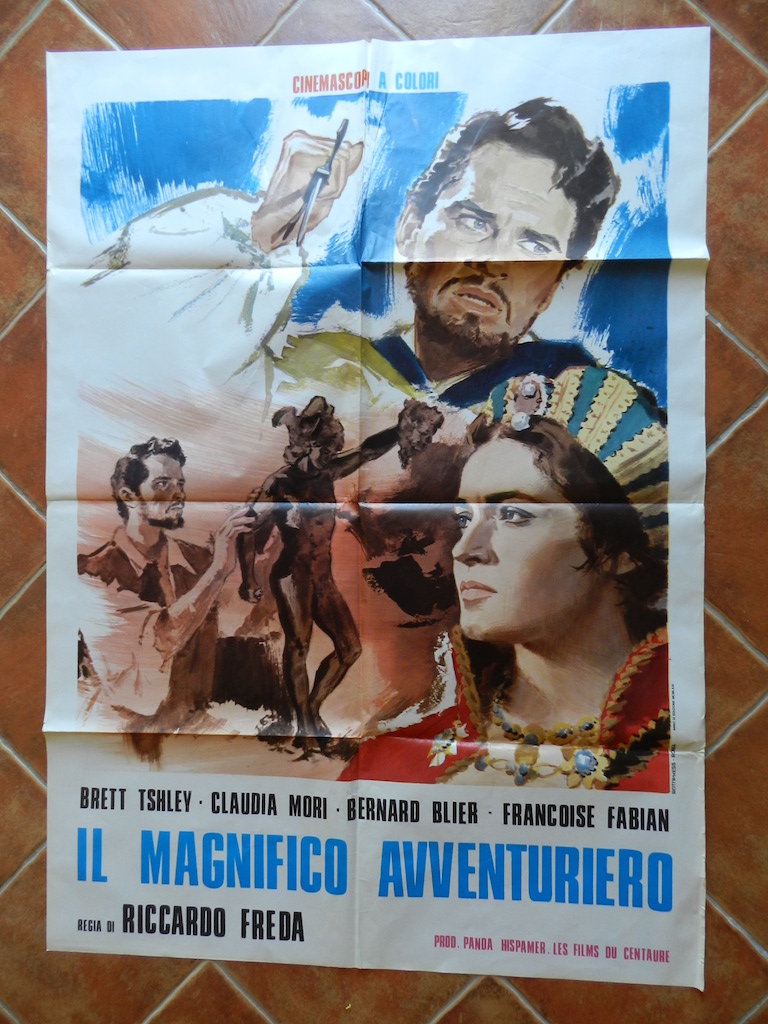 CINEMASCOPE A COLORI
BRETT TSHLEY · CLAUDIA MORI · BERNARD BLIER · FRANCOISE FABIAN
IL MAGNIFICO AVVENTURIERO
REGIA DI RICCARDO FREDA
PROD. PANDA HISPAMER. LES FILMS DU CENTAURE